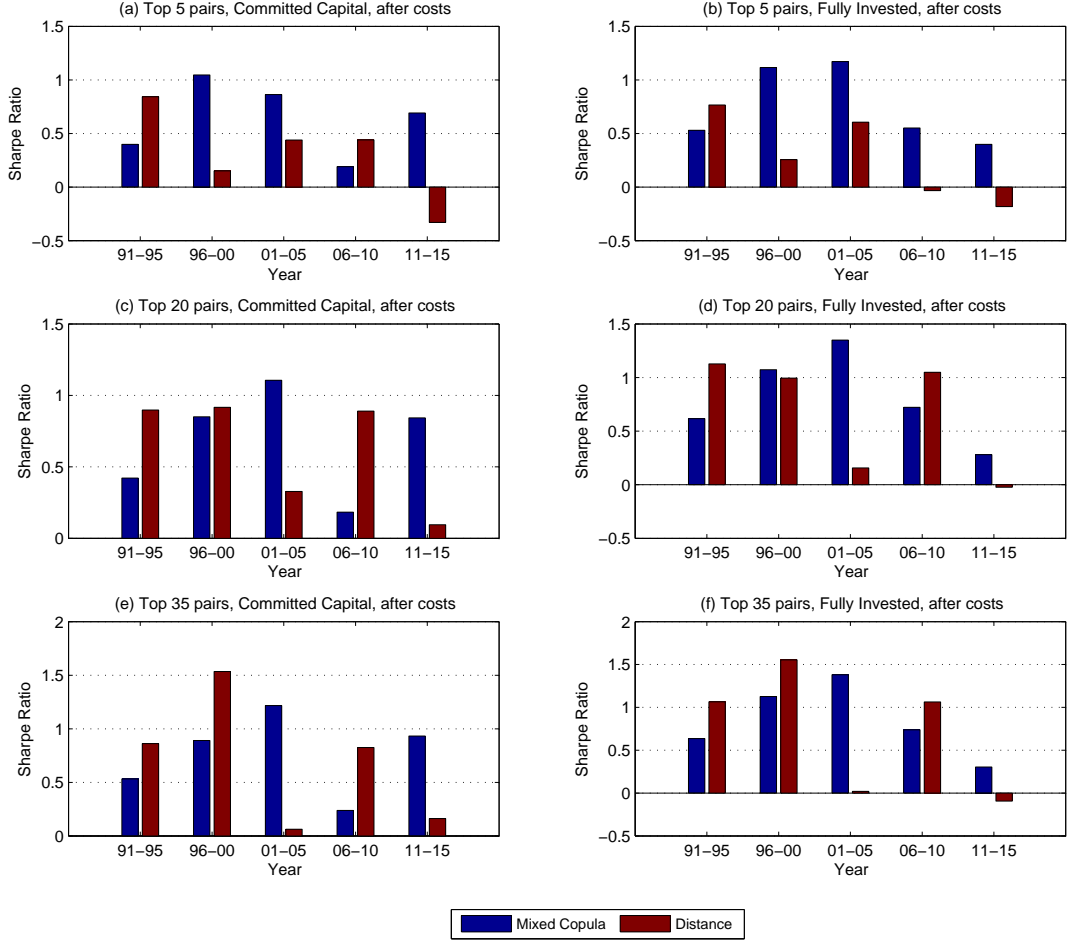 (a) Top 5 pairs, Committed Capital, after costs
1.5
1
0.5
0
−0.5
Sharpe Ratio
91−95 96−00 01−05 06−10 11−15
Year
(b) Top 5 pairs, Fully Invested, after costs
1.5
1
0.5
0
−0.5
Sharpe Ratio
91−95 96−00 01−05 06−10 11−15
Year
(c) Top 20 pairs, Committed Capital, after costs
1.5
1
0.5
0
Sharpe Ratio
91−95 96−00 01−05 06−10 11−15
Year
(d) Top 20 pairs, Fully Invested, after costs
1.5
1
0.5
0
−0.5
Sharpe Ratio
91−95 96−00 01−05 06−10 11−15
Year
(e) Top 35 pairs, Committed Capital, after costs
2
1.5
1
0.5
0
Sharpe Ratio
91−95 96−00 01−05 06−10 11−15
Year
(f) Top 35 pairs, Fully Invested, after costs
2
1.5
1
0.5
0
−0.5
Sharpe Ratio
91−95 96−00 01−05 06−10 11−15
Year
Mixed Copula Distance